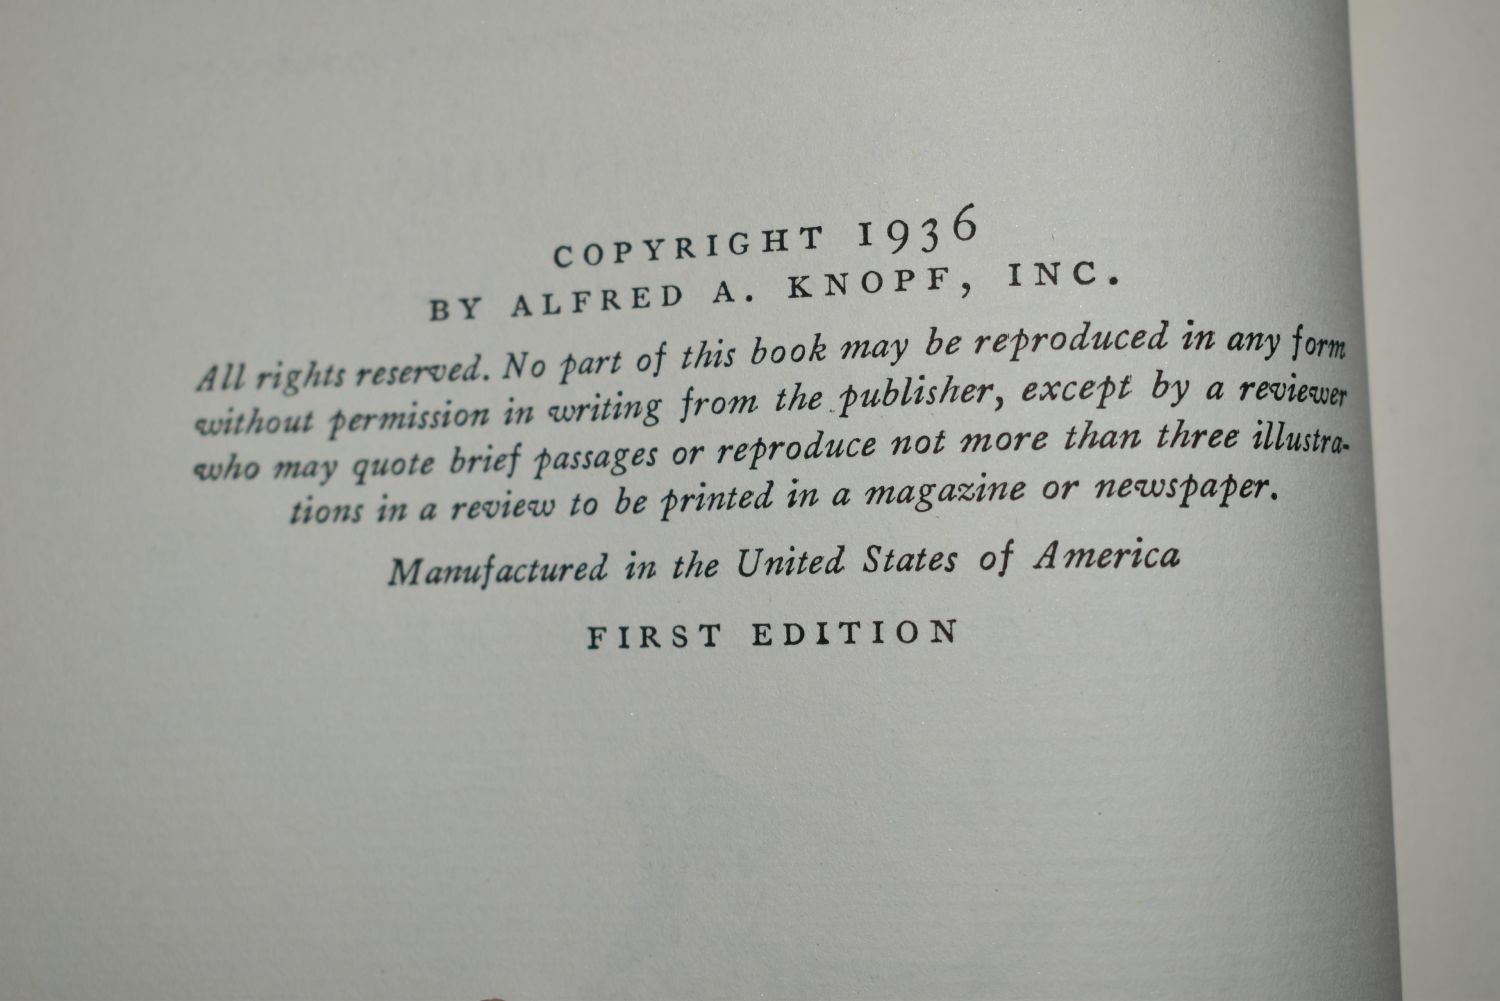 COPYRIGHT 1936
BY ALFRED A. KNOPF, INC.
All rights reserved. No part of this book may be reproduced in any form
without permission in writing from the publisher, except by a reviewer
who may quote brief passages or reproduce not more than three illustra-
tions in a review to be printed in a magazine or newspaper.
Manufactured in the United States of America
FIRST EDITION